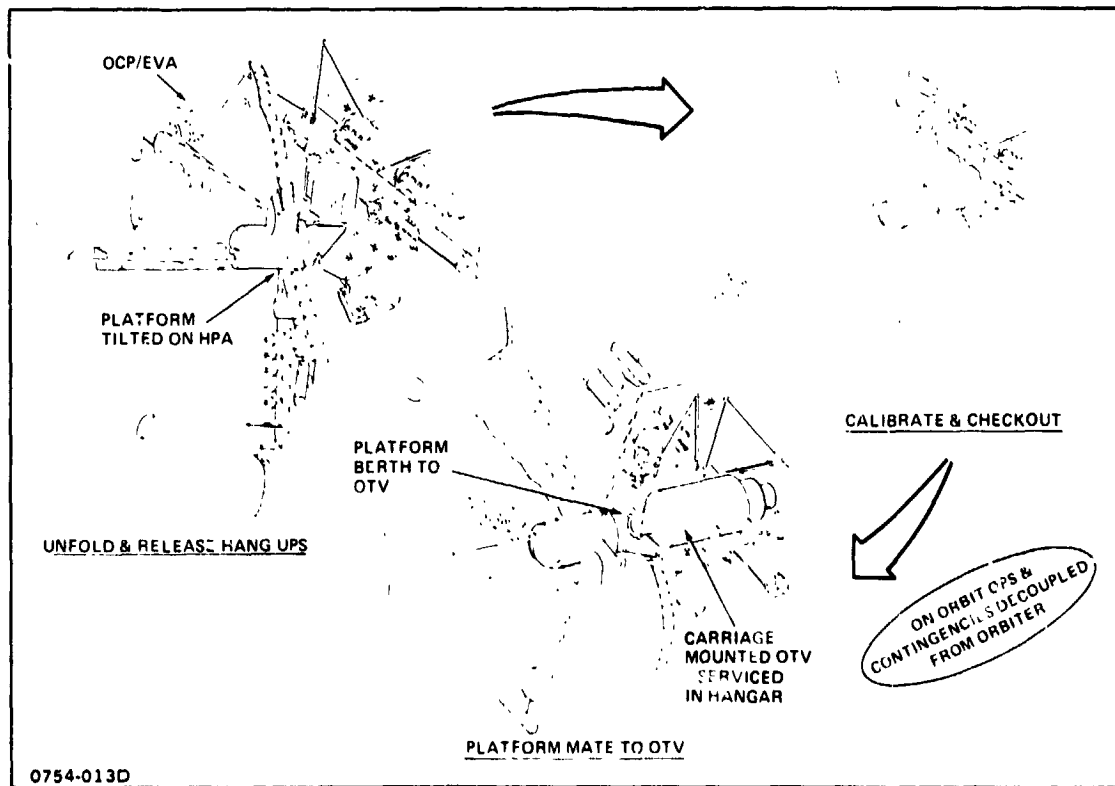 OCP/EVA
PLATFORM
TILTED ON HPA
UNFOLD & RELEASE HANG UPS
CALIBRATE & CHECKOUT
PLATFORM
BERTH TO
OTV
CARRIAGE
MOUNTED OTV
SERVICED
IN HANGAR
PLATFORM MATE TO OTV
ON ORBIT OPS &
CONTINGENCIES DECOUPLED
FROM ORBITER
0754-013D